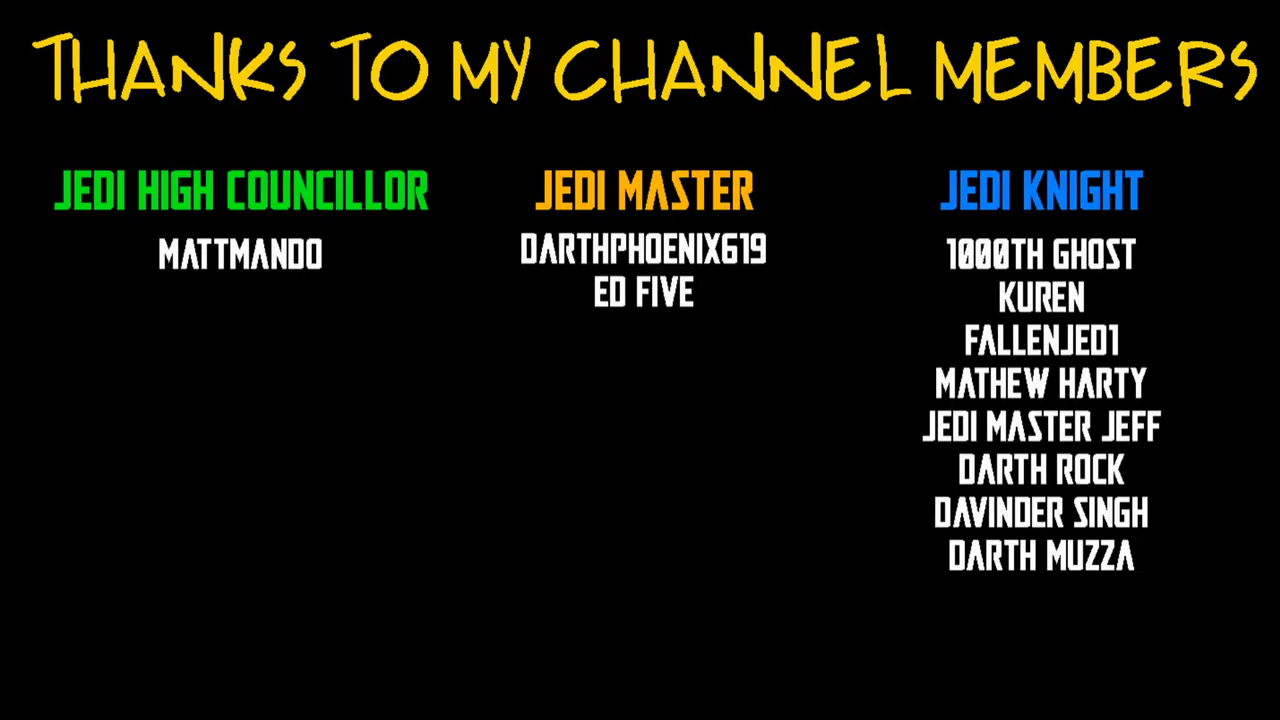 THANKS TO MY CHANNEL MEMBERS
JEDI HIGH COUNCILLOR
MATTMANDO
JEDI MASTER
DARTHPHOENIX619
ED FIVE
JEDI KNIGHT
1000TH GHOST
KUREN
FALLENJED1
MATHEW HARTY
JEDI MASTER JEFF
DARTH ROCK
DAVINDER SINGH
DARTH MUZZA